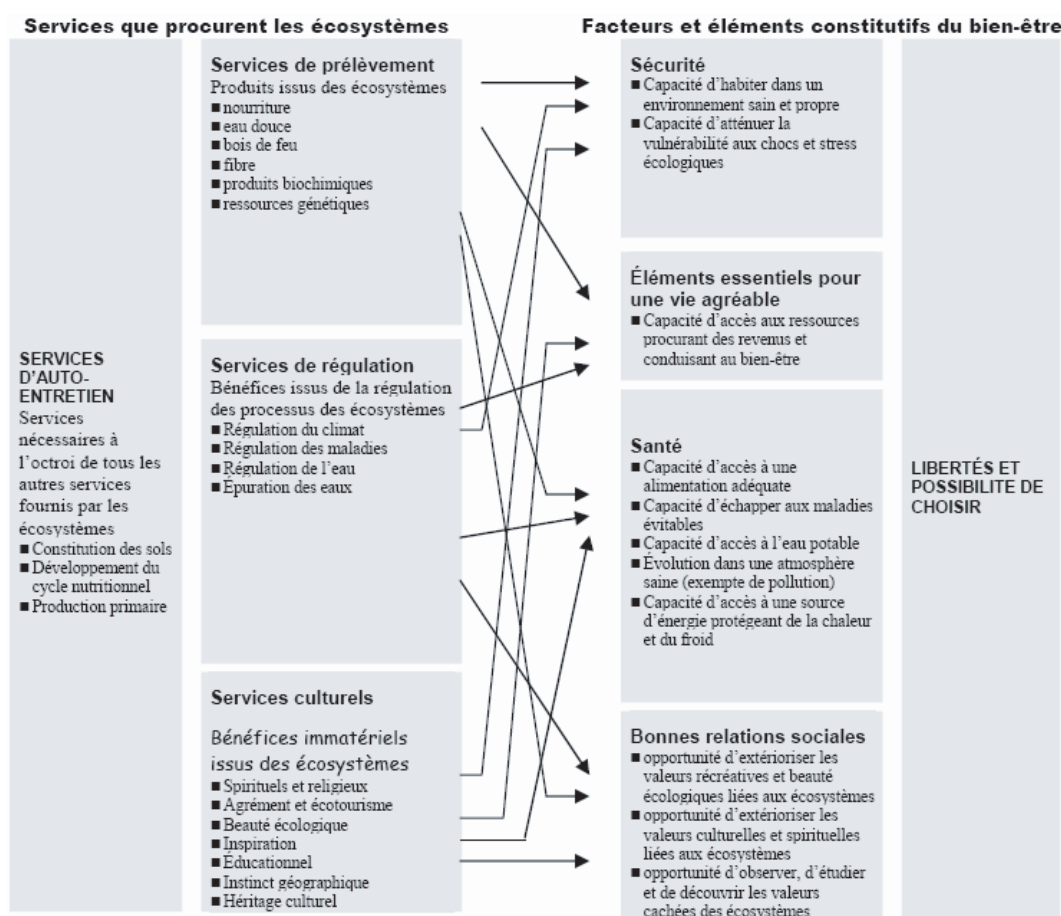 Services que procurent les écosystèmes
Facteurs et éléments constitutifs du bien-être
SERVICES
D'AUTO-
ENTRETIEN
Services
nécessaires à
l'octroi de tous les
autres services
fournis par les
écosystèmes
■ Constitution des sols
■ Développement du
cycle nutritionnel
■ Production primaire
Services de prélèvement
Produits issus des écosystèmes
■ nourriture
■ eau douce
■ bois de feu
■ fibre
■ produits biochimiques
■ ressources génétiques
Services de régulation
Bénéfices issus de la régulation
des processus des écosystèmes
■ Régulation du climat
■ Régulation des maladies
■ Régulation de l'eau
■ Épuration des eaux
Services culturels
Bénéfices immatériels
issus des écosystèmes
■ Spirituels et religieux
■ Agrément et écotourisme
■ Beauté écologique
■ Inspiration
■ Éducationnel
■ Instinct géographique
■ Héritage culturel
Sécurité
■ Capacité d'habiter dans un
environnement sain et propre
■ Capacité d'atténuer la
vulnérabilité aux chocs et stress
écologiques
Éléments essentiels pour
une vie agréable
■ Capacité d'accès aux ressources
procurant des revenus et
conduisant au bien-être
Santé
■ Capacité d'accès à une
alimentation adéquate
■ Capacité d'échapper aux maladies
évitables
■ Capacité d'accès à l'eau potable
■ Évolution dans une atmosphère
saine (exempte de pollution)
■ Capacité d'accès à une source
d'énergie protégeant de la chaleur
et du froid
Bonnes relations sociales
■ opportunité d'extérioriser les
valeurs récréatives et beauté
écologiques liées aux écosystèmes
■ opportunité d'extérioriser les
valeurs culturelles et spirituelles
liées aux écosystèmes
■ opportunité d'observer, d'étudier
et de découvrir les valeurs
cachées des écosystèmes
LIBERTÉS ET
POSSIBILITE DE
CHOISIR